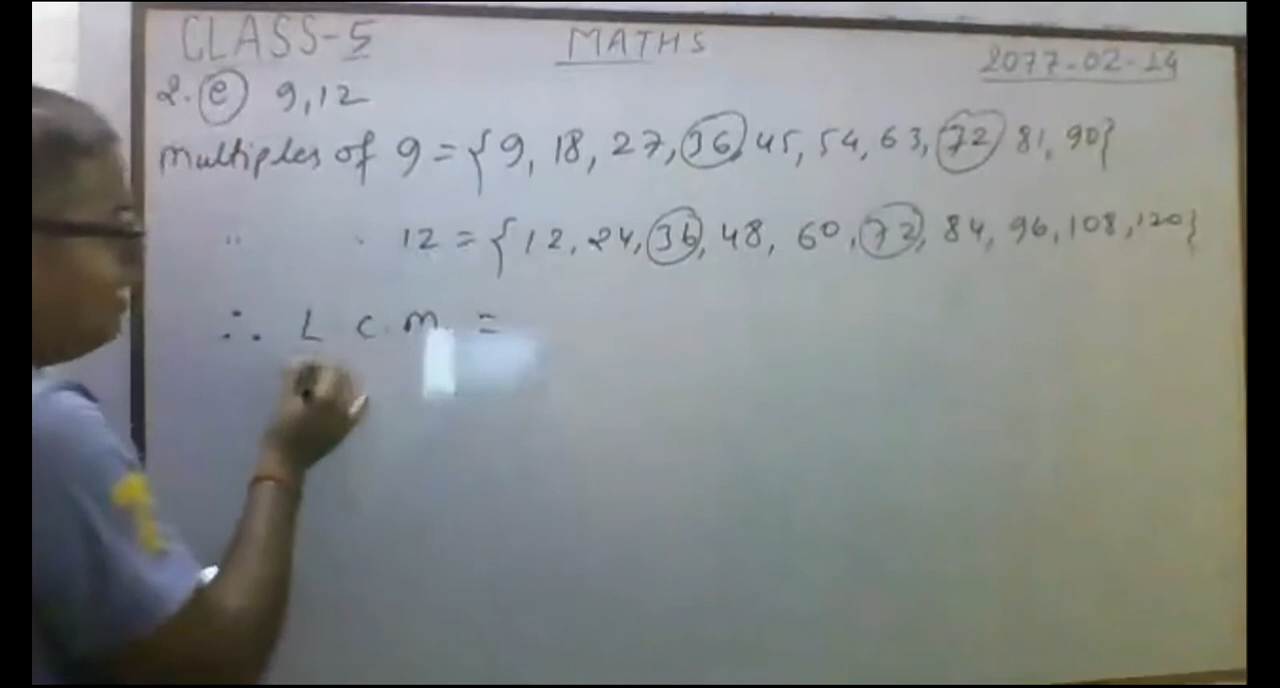 CLASS-5 MATHS 2077-02-14
2. e 9,12
multiples of 9 = {9, 18, 27, 36, 45, 54, 63, 72 81, 90}
" " 12 = {12, 24, 36, 48, 60, 72, 84, 96, 108, 120}
∴ L C.M. =